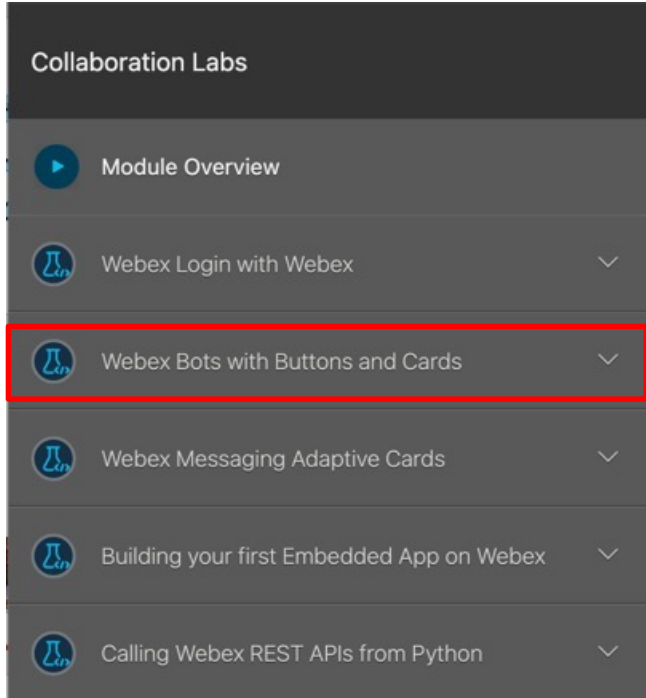 Collaboration Labs
Module Overview
Webex Login with Webex
Webex Bots with Buttons and Cards
Webex Messaging Adaptive Cards
Building your first Embedded App on Webex
Calling Webex REST APIs from Python